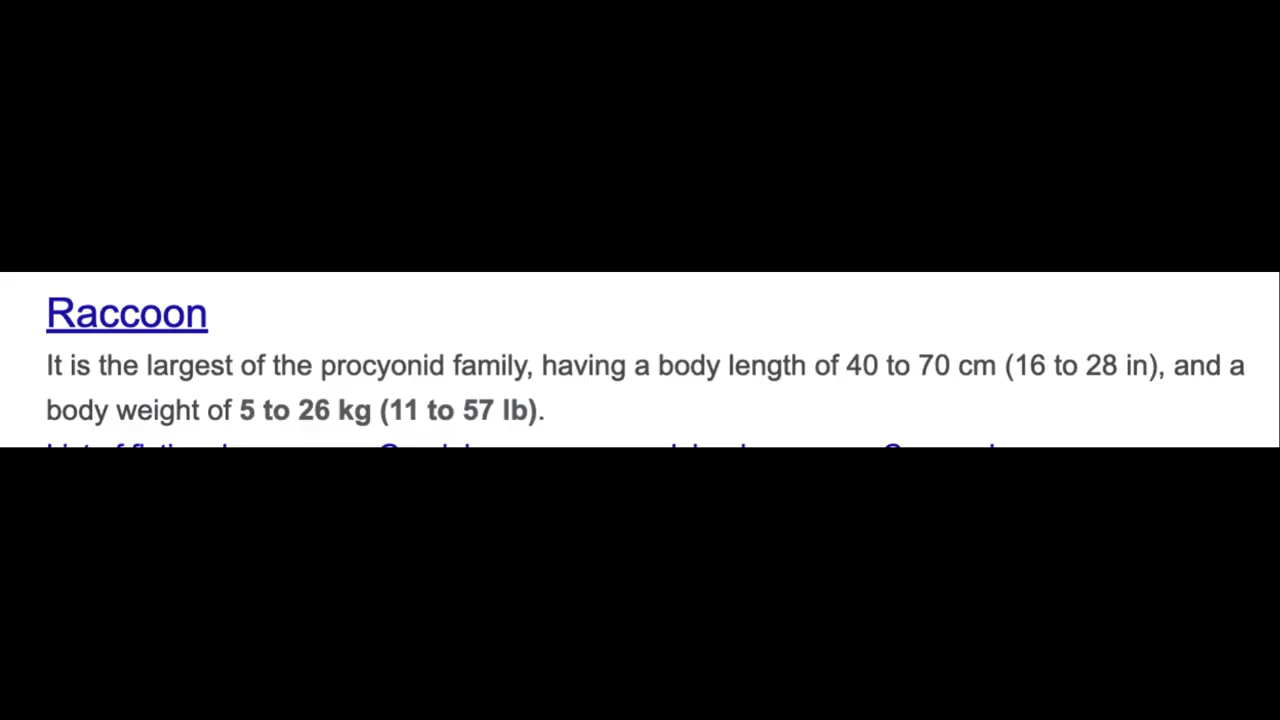 Raccoon
It is the largest of the procyonid family, having a body length of 40 to 70 cm (16 to 28 in), and a
body weight of 5 to 26 kg (11 to 57 lb).